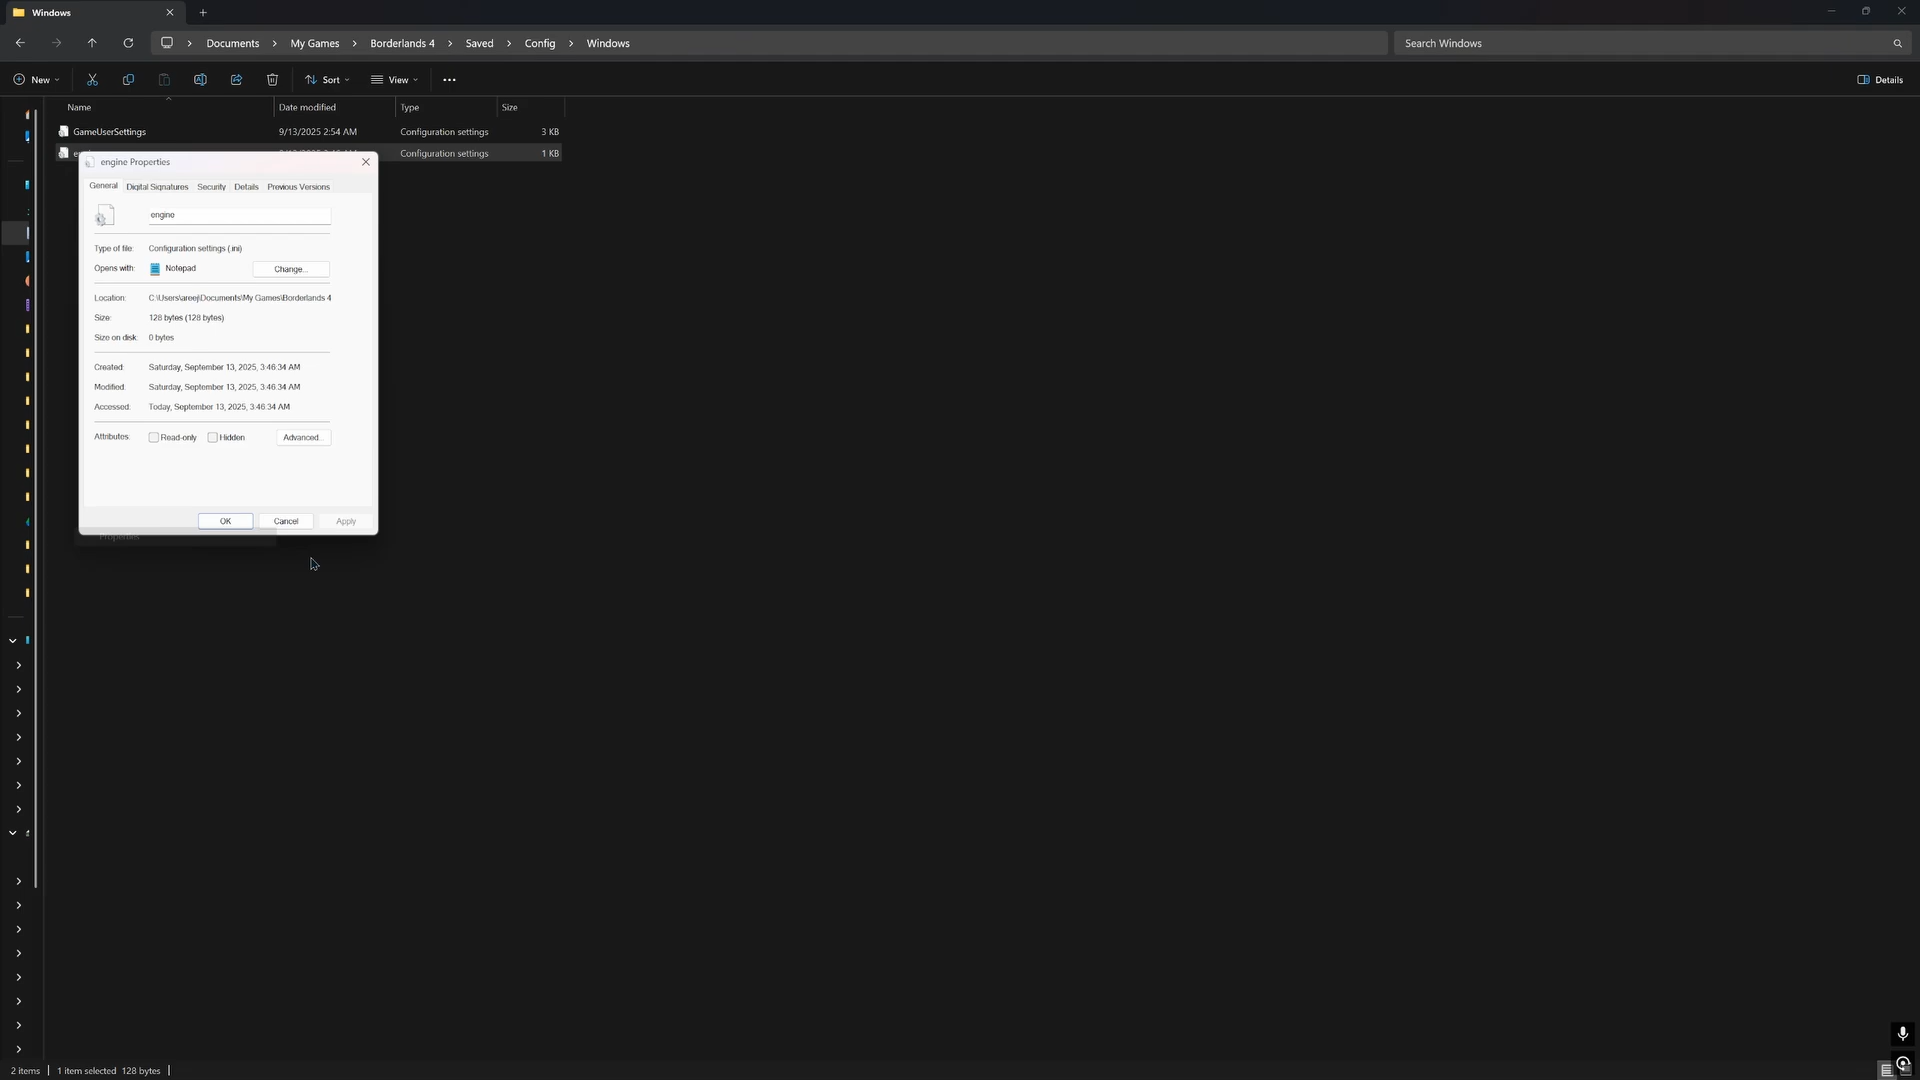 Windows
Documents > My Games > Borderlands 4 > Saved > Config > Windows
Search Windows
New
Sort
View
Details
Name Date modified Type Size
GameUserSettings 9/13/2025 2:54 AM Configuration settings 3 KB
Configuration settings 1 KB
engine Properties
General Digital Signatures Security Details Previous Versions
engine
Type of file: Configuration settings (.ini)
Opens with: Notepad Change...
Location: C:\Users\areej\Documents\My Games\Borderlands 4
Size: 128 bytes (128 bytes)
Size on disk: 0 bytes
Created: Saturday, September 13, 2025, 3:46:34 AM
Modified: Saturday, September 13, 2025, 3:46:34 AM
Accessed: Today, September 13, 2025, 3:46:34 AM
Attributes: Read-only Hidden Advanced...
OK Cancel Apply
Properties
2 items 1 item selected 128 bytes